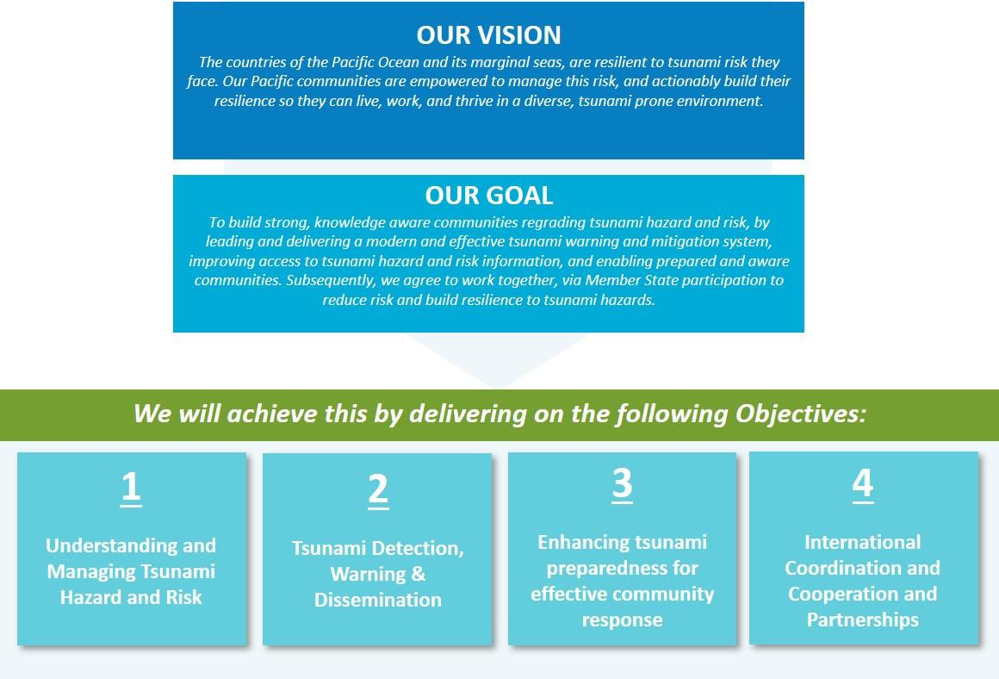 OUR VISION
The countries of the Pacific Ocean and its marginal seas, are resilient to tsunami risk they
face. Our Pacific communities are empowered to manage this risk, and actionably build their
resilience so they can live, work, and thrive in a diverse, tsunami prone environment.
OUR GOAL
To build strong, knowledge aware communities regrading tsunami hazard and risk, by
leading and delivering a modern and effective tsunami warning and mitigation system,
improving access to tsunami hazard and risk information, and enabling prepared and aware
communities. Subsequently, we agree to work together, via Member State participation to
reduce risk and build resilience to tsunami hazards.
We will achieve this by delivering on the following Objectives:
1
Understanding and
Managing Tsunami
Hazard and Risk
2
Tsunami Detection,
Warning &
Dissemination
3
Enhancing tsunami
preparedness for
effective community
response
4
International
Coordination and
Cooperation and
Partnerships